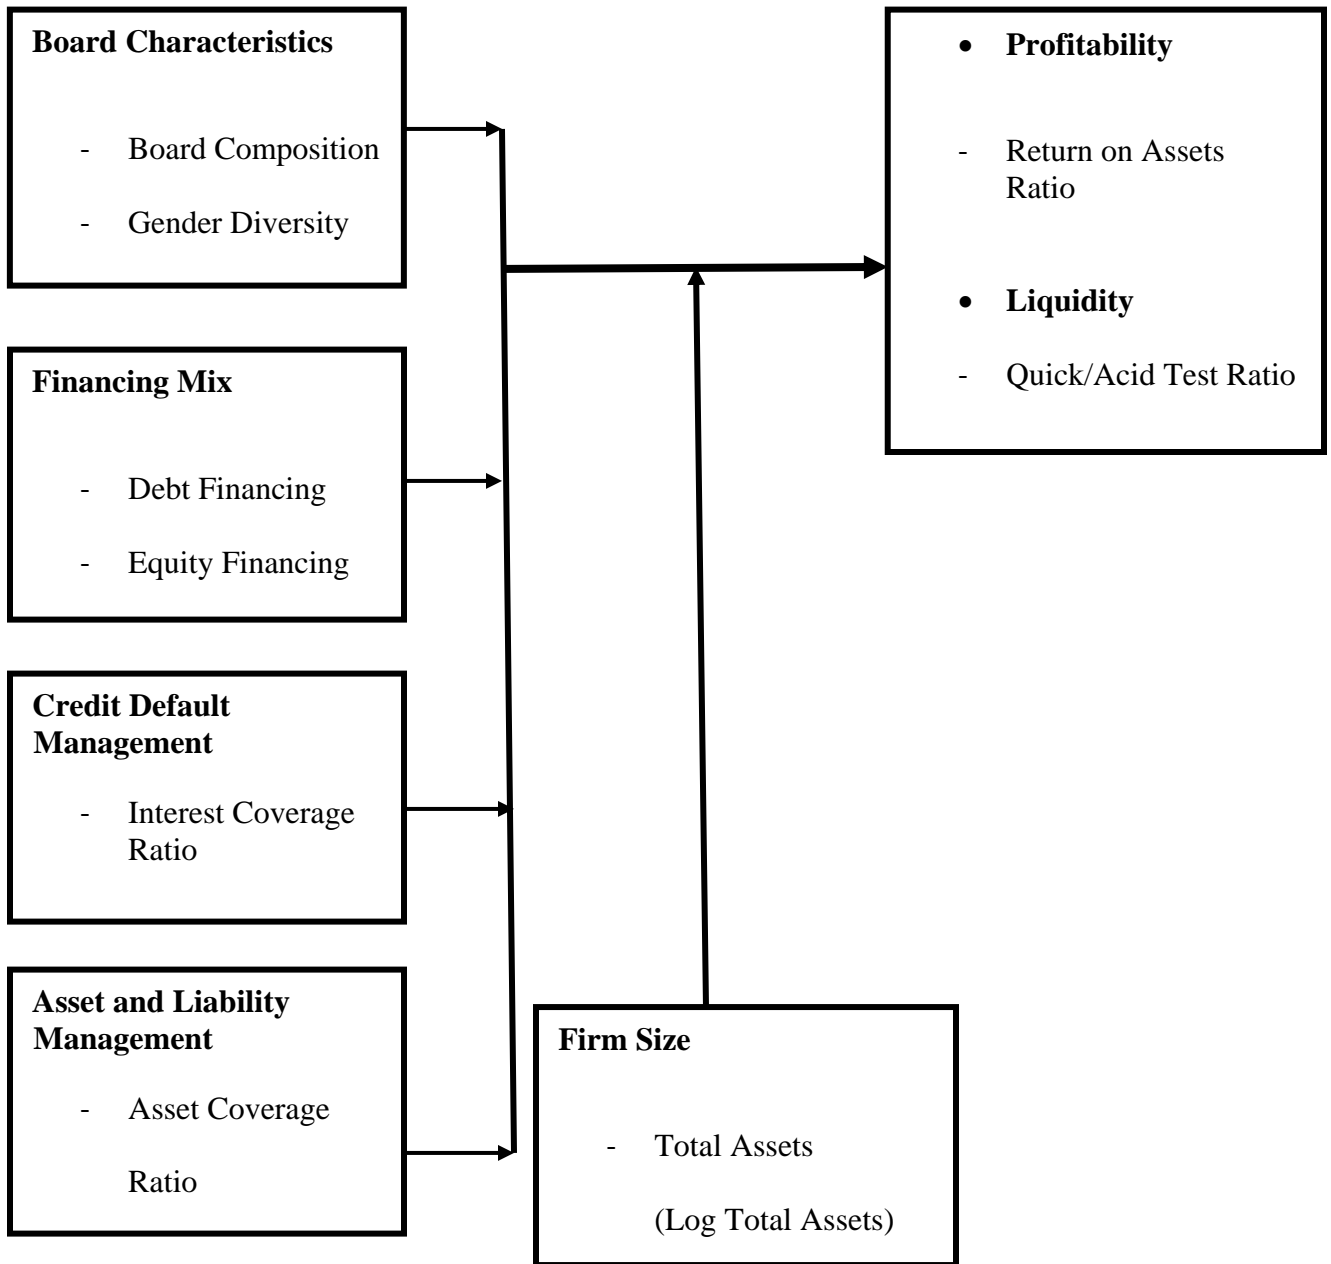 Board Characteristics
- Board Composition
- Gender Diversity
Financing Mix
- Debt Financing
- Equity Financing
Credit Default
Management
- Interest Coverage
Ratio
Asset and Liability
Management
- Asset Coverage
Ratio
Firm Size
- Total Assets
(Log Total Assets)
• Profitability
- Return on Assets
Ratio
• Liquidity
- Quick/Acid Test Ratio